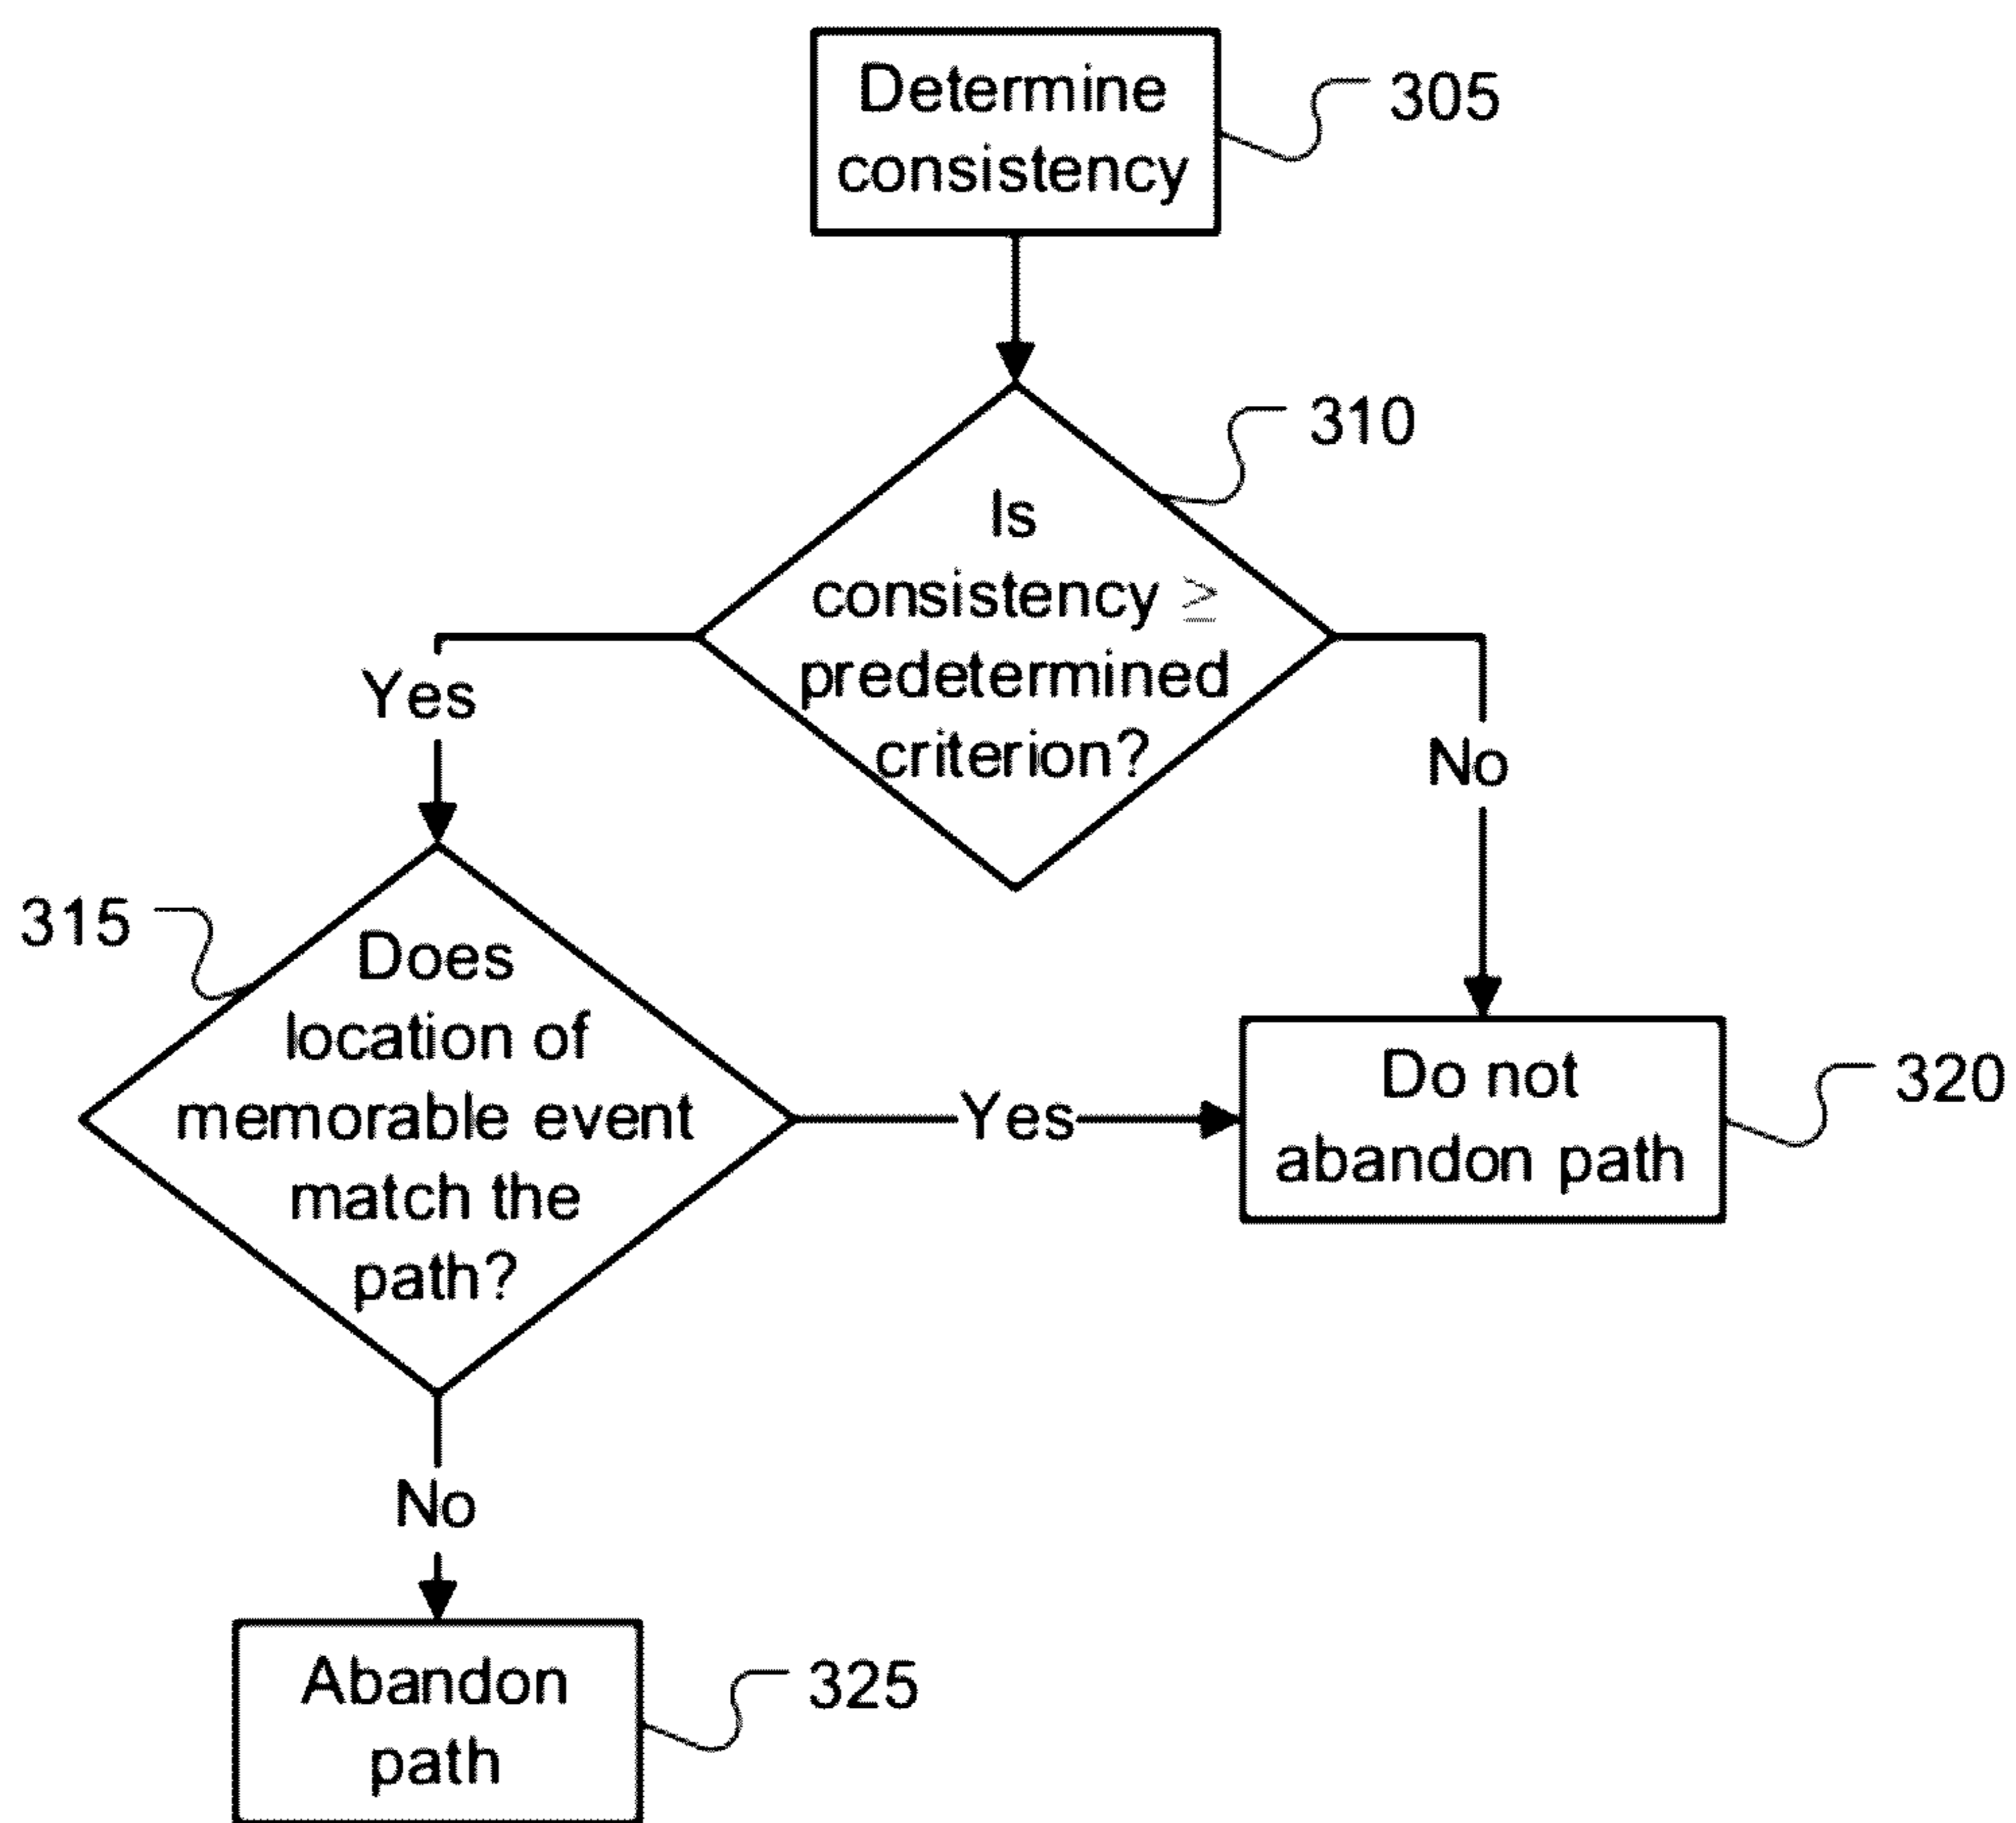 Determine
consistency
305
310
Is
consistency ≥
predetermined
criterion?
Yes
No
315
Does
location of
memorable event
match the
path?
Yes
Do not
abandon path
320
No
Abandon
path
325